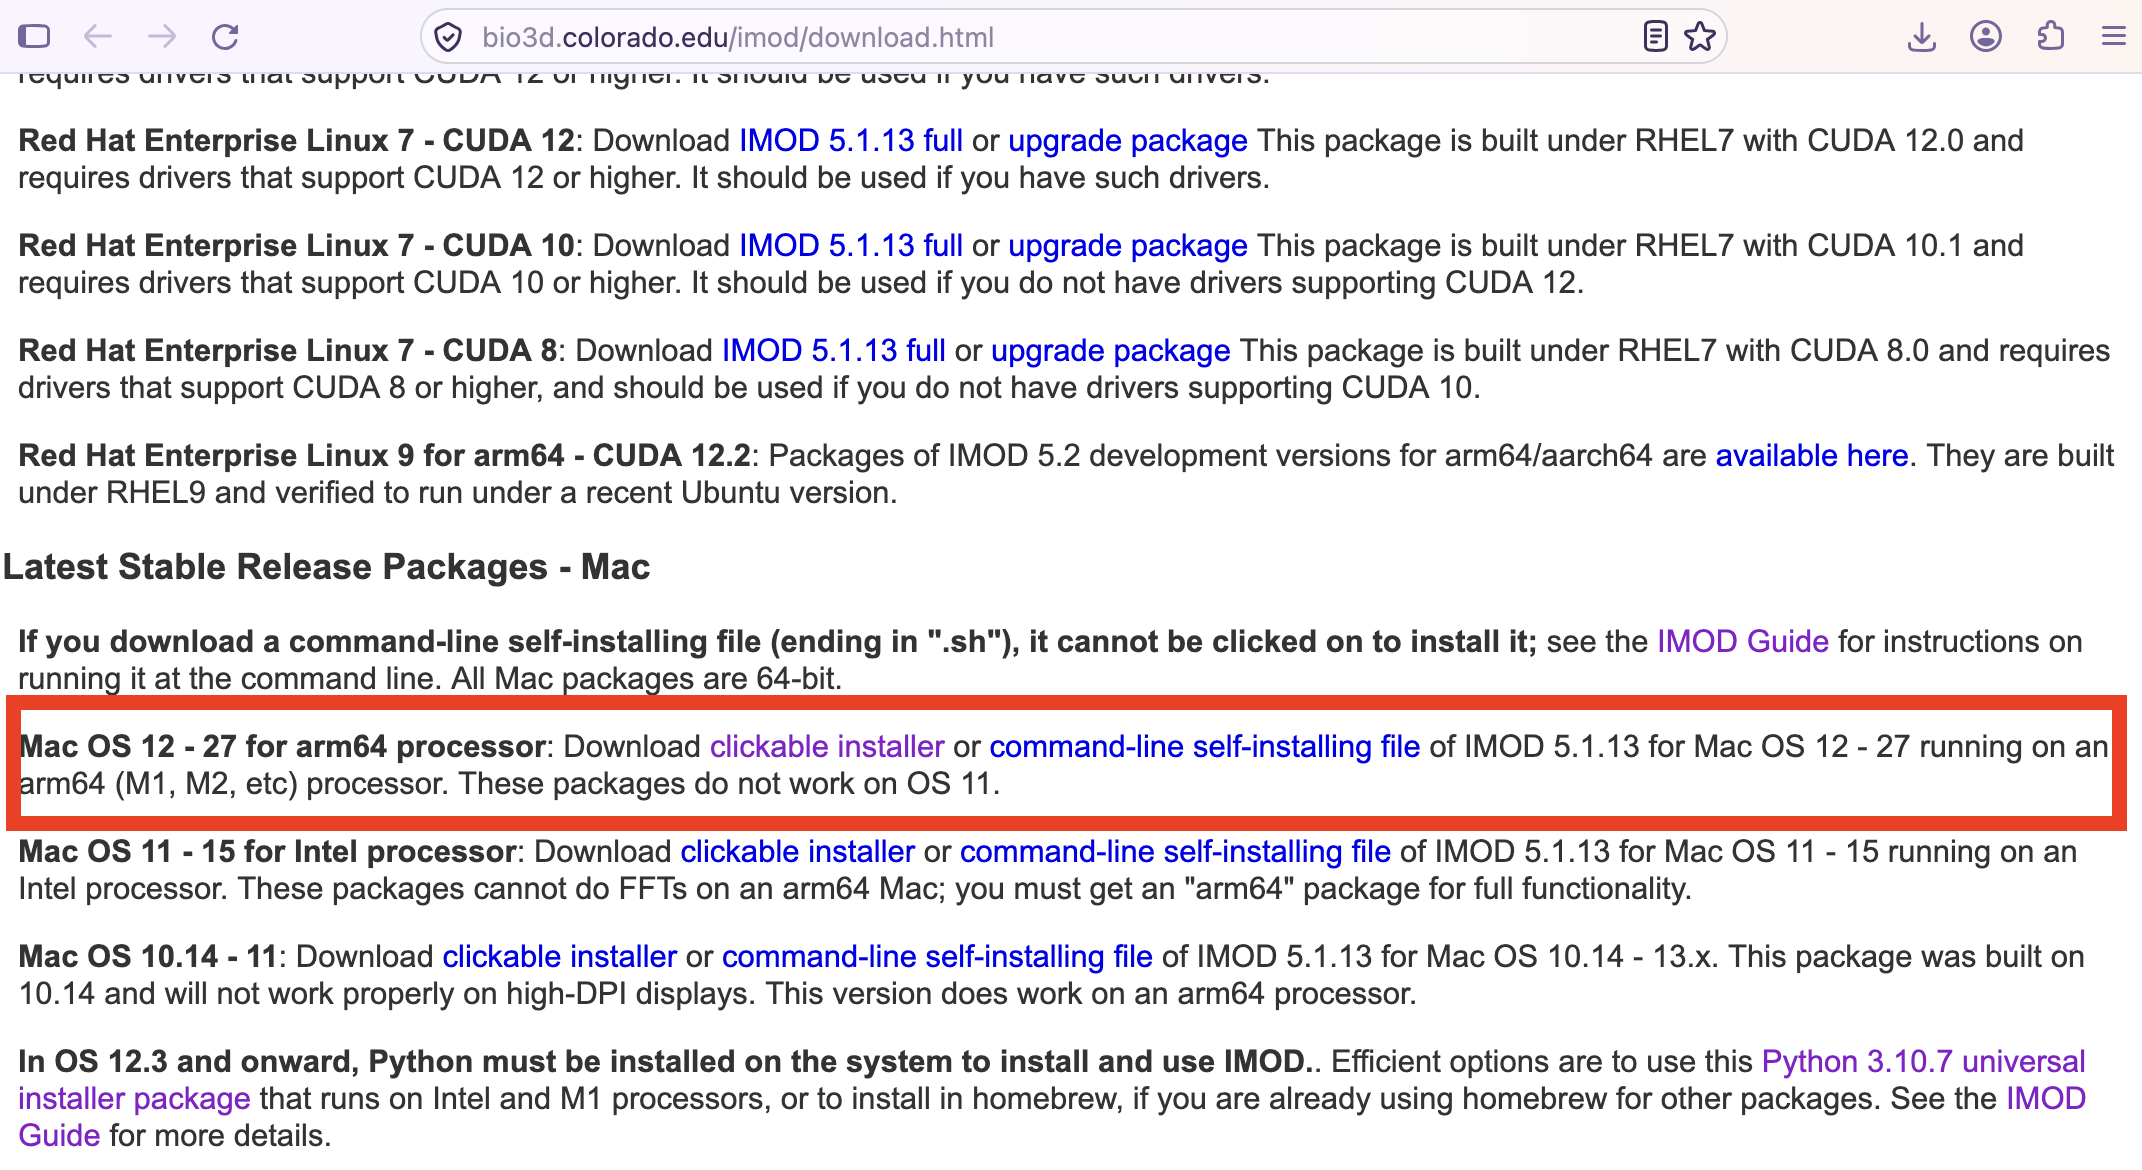 bio3d.colorado.edu/imod/download.html
requires drivers that support CUDA 12 or higher. It should be used if you have such drivers.
Red Hat Enterprise Linux 7 - CUDA 12: Download IMOD 5.1.13 full or upgrade package This package is built under RHEL7 with CUDA 12.0 and
requires drivers that support CUDA 12 or higher. It should be used if you have such drivers.
Red Hat Enterprise Linux 7 - CUDA 10: Download IMOD 5.1.13 full or upgrade package This package is built under RHEL7 with CUDA 10.1 and
requires drivers that support CUDA 10 or higher. It should be used if you do not have drivers supporting CUDA 12.
Red Hat Enterprise Linux 7 - CUDA 8: Download IMOD 5.1.13 full or upgrade package This package is built under RHEL7 with CUDA 8.0 and requires
drivers that support CUDA 8 or higher, and should be used if you do not have drivers supporting CUDA 10.
Red Hat Enterprise Linux 9 for arm64 - CUDA 12.2: Packages of IMOD 5.2 development versions for arm64/aarch64 are available here. They are built
under RHEL9 and verified to run under a recent Ubuntu version.
Latest Stable Release Packages - Mac
If you download a command-line self-installing file (ending in ".sh"), it cannot be clicked on to install it; see the IMOD Guide for instructions on
running it at the command line. All Mac packages are 64-bit.
Mac OS 12 - 27 for arm64 processor: Download clickable installer or command-line self-installing file of IMOD 5.1.13 for Mac OS 12 - 27 running on an
arm64 (M1, M2, etc) processor. These packages do not work on OS 11.
Mac OS 11 - 15 for Intel processor: Download clickable installer or command-line self-installing file of IMOD 5.1.13 for Mac OS 11 - 15 running on an
Intel processor. These packages cannot do FFTs on an arm64 Mac; you must get an "arm64" package for full functionality.
Mac OS 10.14 - 11: Download clickable installer or command-line self-installing file of IMOD 5.1.13 for Mac OS 10.14 - 13.x. This package was built on
10.14 and will not work properly on high-DPI displays. This version does work on an arm64 processor.
In OS 12.3 and onward, Python must be installed on the system to install and use IMOD.. Efficient options are to use this Python 3.10.7 universal
installer package that runs on Intel and M1 processors, or to install in homebrew, if you are already using homebrew for other packages. See the IMOD
Guide for more details.